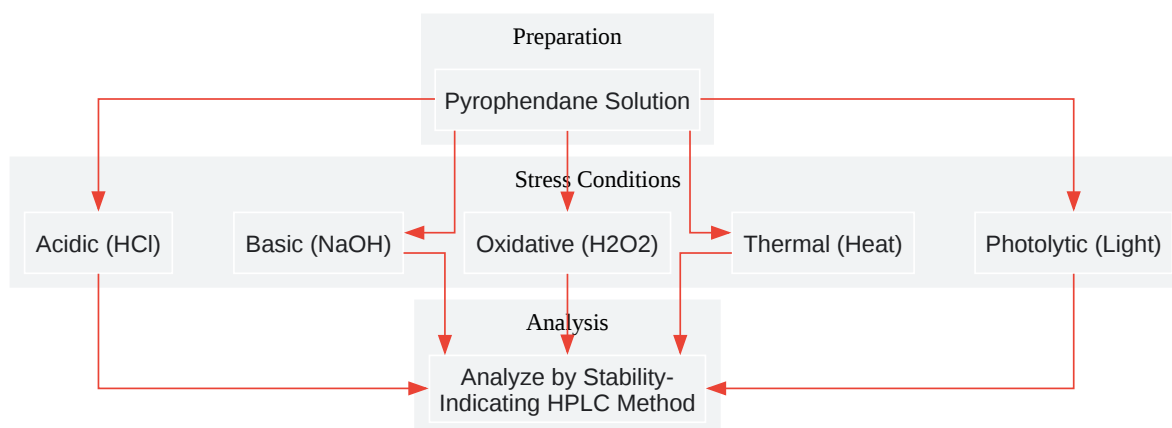 Preparation
Pyrophendane Solution
Stress Conditions
Acidic (HCl)
Basic (NaOH)
Oxidative (H2O2)
Thermal (Heat)
Photolytic (Light)
Analysis
Analyze by Stability-
Indicating HPLC Method